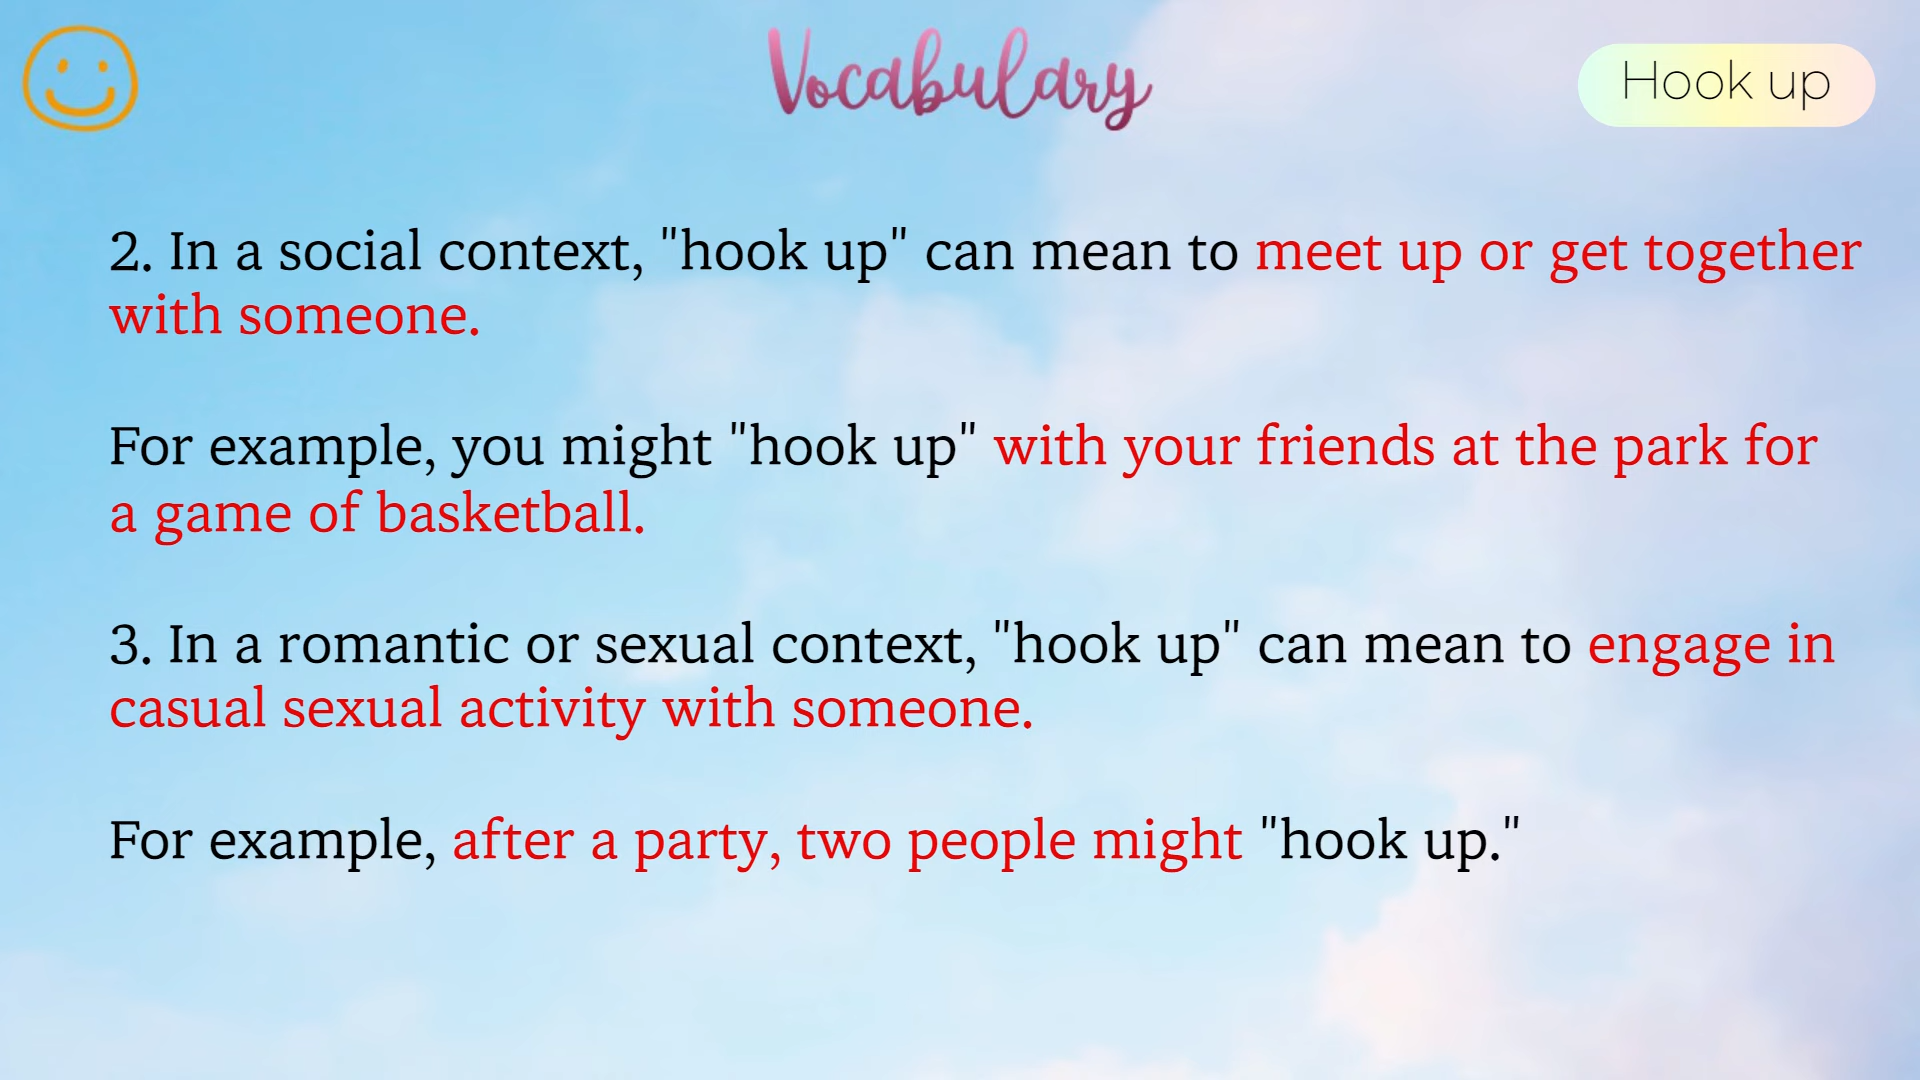 Vocabulary
Hook up
2. In a social context, "hook up" can mean to meet up or get together
with someone.
For example, you might "hook up" with your friends at the park for
a game of basketball.
3. In a romantic or sexual context, "hook up" can mean to engage in
casual sexual activity with someone.
For example, after a party, two people might "hook up."